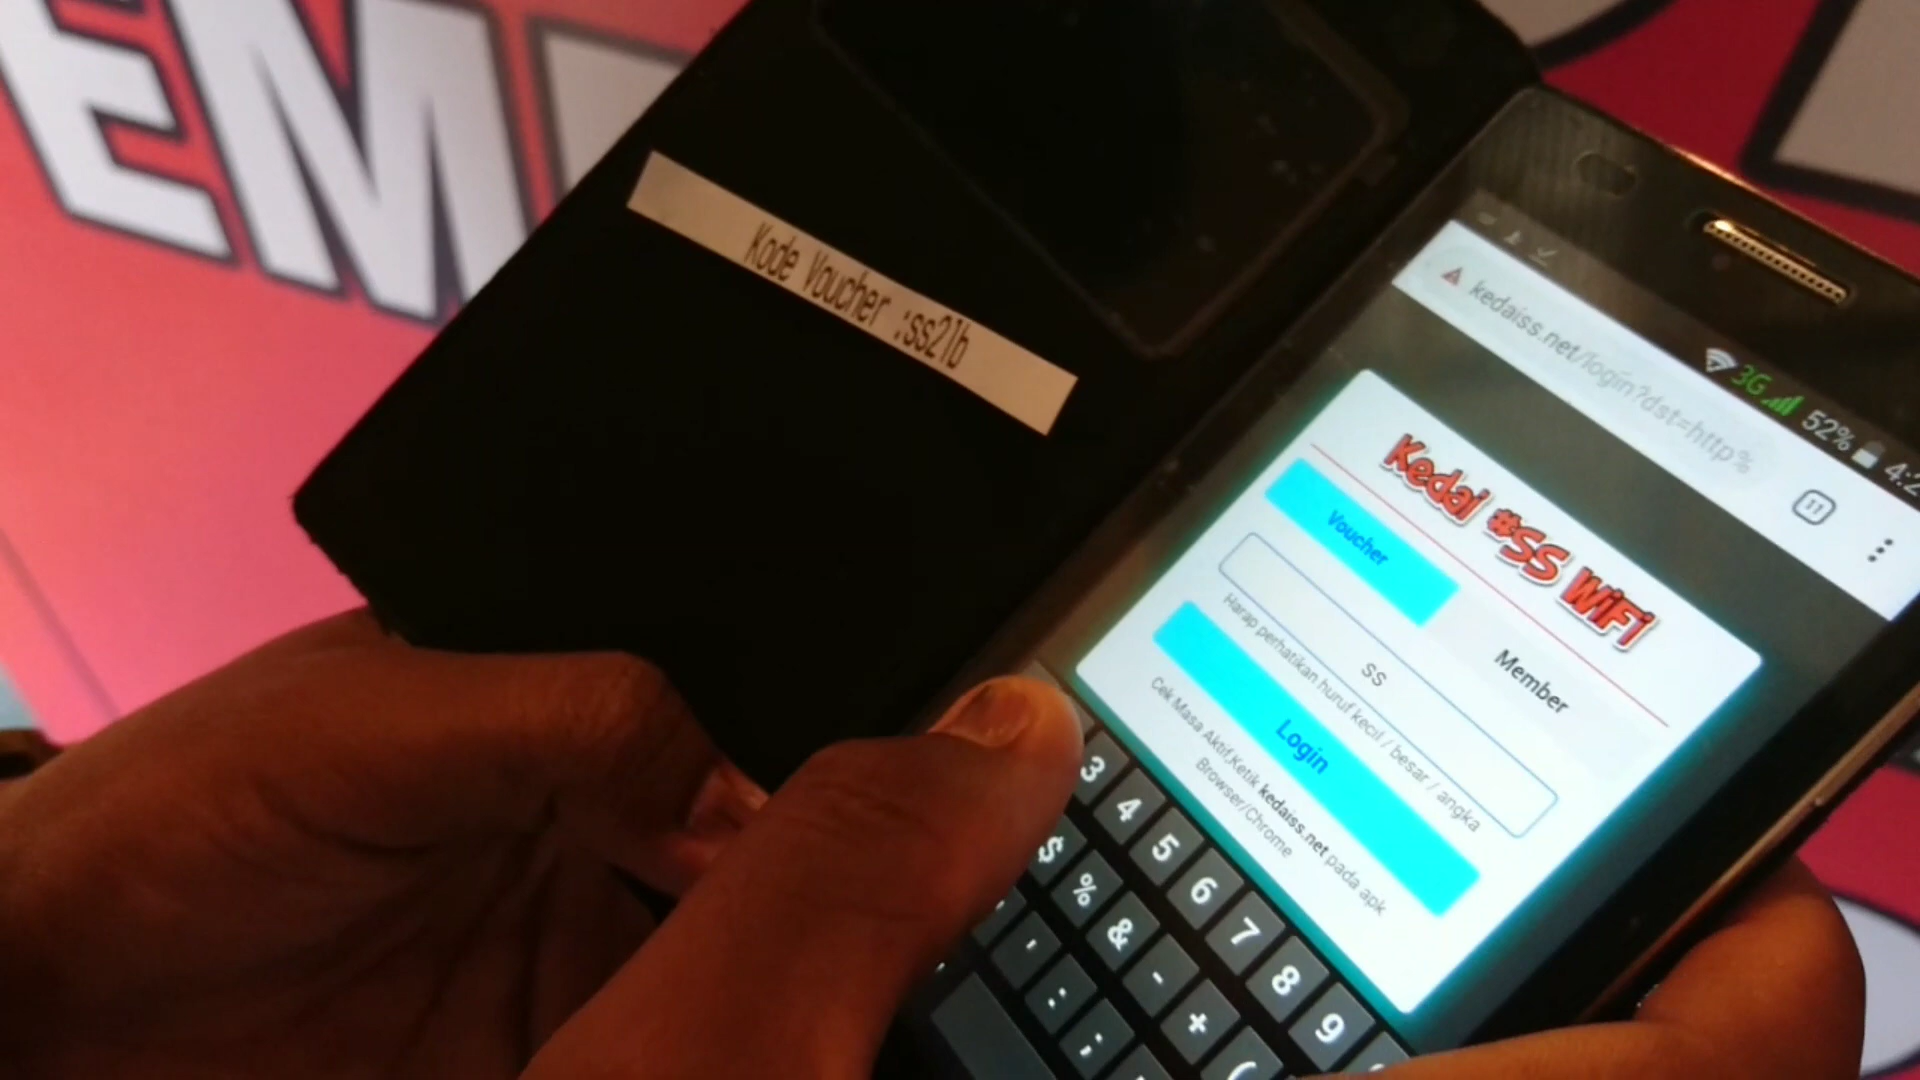 EM
Kode Voucher :ss21b
3G 52%
kedaiss.net/login?dst=http%
11
Kedai #SS WiFi
Voucher Member
ss
Harap perhatikan huruf kecil / besar / angka
Login
Cek Masa Aktif,Ketik kedaiss.net pada apk
Browser/Chrome
3 4 5 6 7 8 9
$ % & - + (